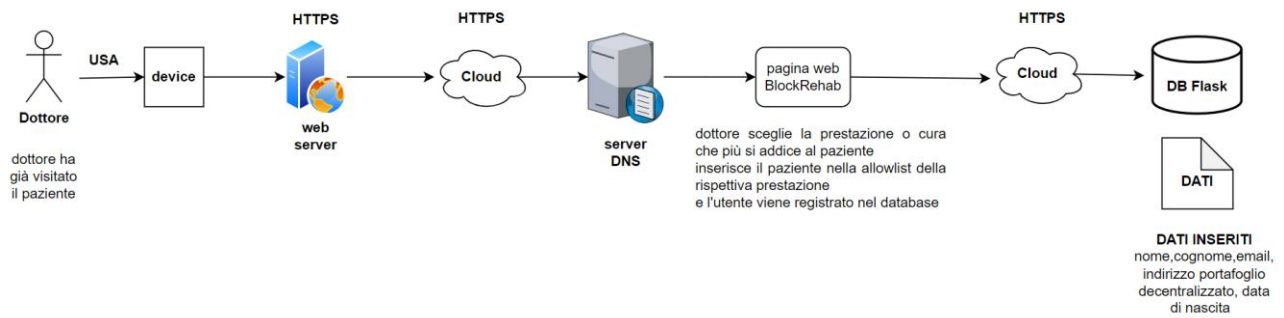 HTTPS
HTTPS
HTTPS
USA
device
Cloud
pagina web
BlockRehab
Cloud
DB Flask
Dottore
web
server
server
DNS
dottore ha
già visitato
il paziente
dottore sceglie la prestazione o cura
che più si addice al paziente
inserisce il paziente nella allowlist della
rispettiva prestazione
e l'utente viene registrato nel database
DATI
DATI INSERITI
nome,cognome,email,
indirizzo portafoglio
decentralizzato, data
di nascita